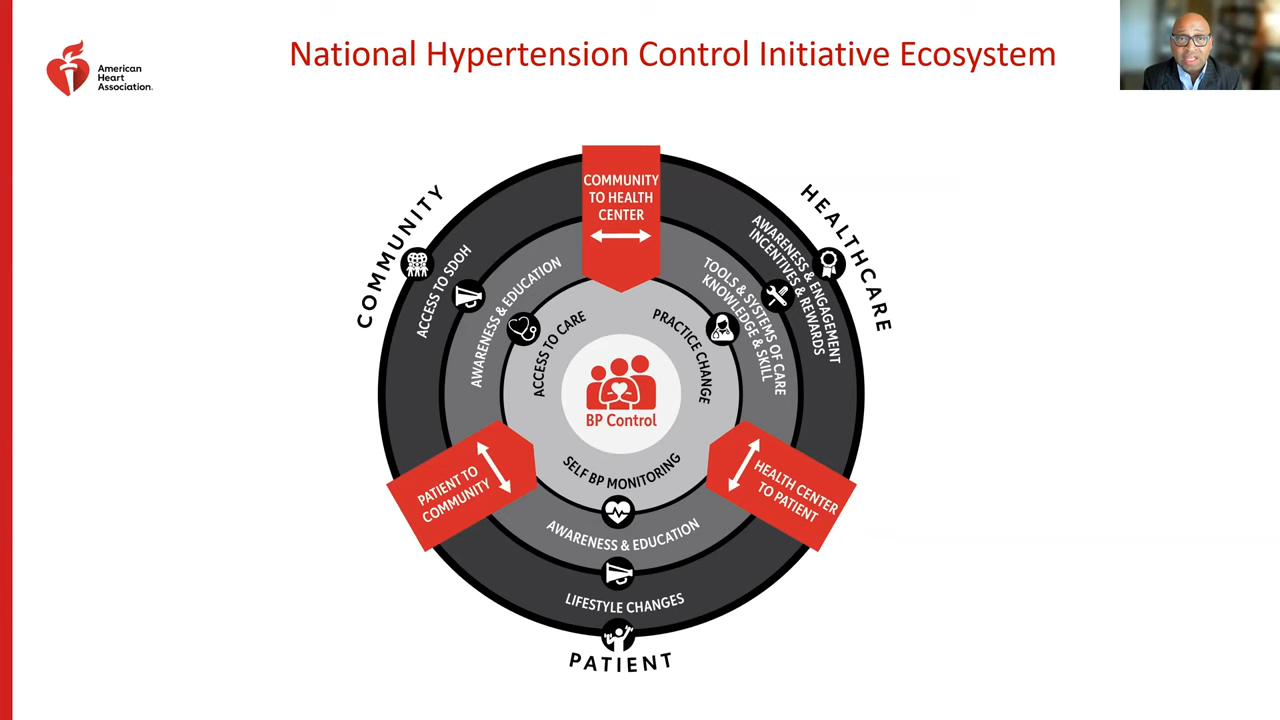 National Hypertension Control Initiative Ecosystem
American
Heart
Association.
COMMUNITY
HEALTHCARE
COMMUNITY
TO HEALTH
CENTER
ACCESS TO SDOH
AWARENESS & EDUCATION
ACCESS TO CARE
AWARENESS & ENGAGEMENT
INCENTIVES & REWARDS
TOOLS & SYSTEMS OF CARE
KNOWLEDGE & SKILL
PRACTICE CHANGE
BP Control
PATIENT TO
COMMUNITY
HEALTH CENTER
TO PATIENT
SELF BP MONITORING
AWARENESS & EDUCATION
LIFESTYLE CHANGES
PATIENT